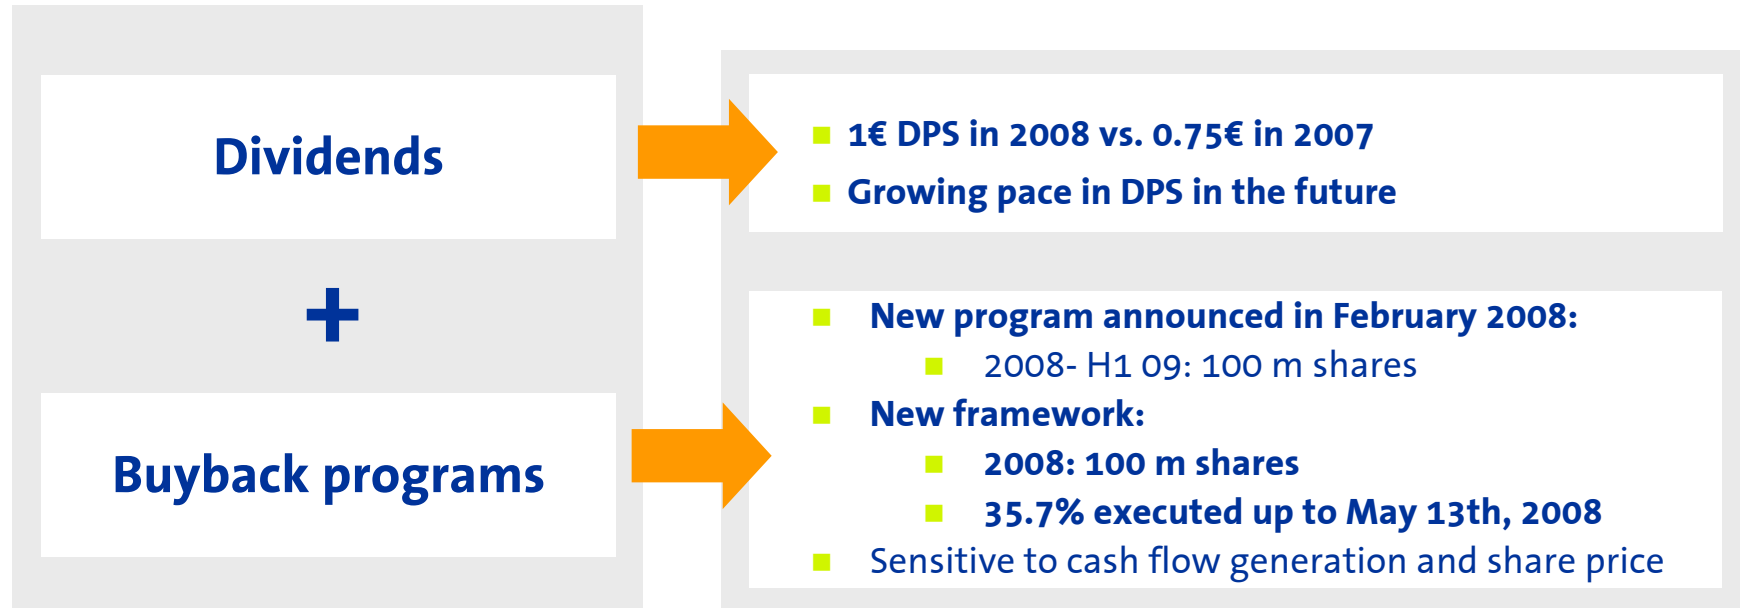 Dividends
1€ DPS in 2008 vs. 0.75€ in 2007
Growing pace in DPS in the future
+
Buyback programs
New program announced in February 2008:
2008- H1 09: 100 m shares
New framework:
2008: 100 m shares
35.7% executed up to May 13th, 2008
Sensitive to cash flow generation and share price